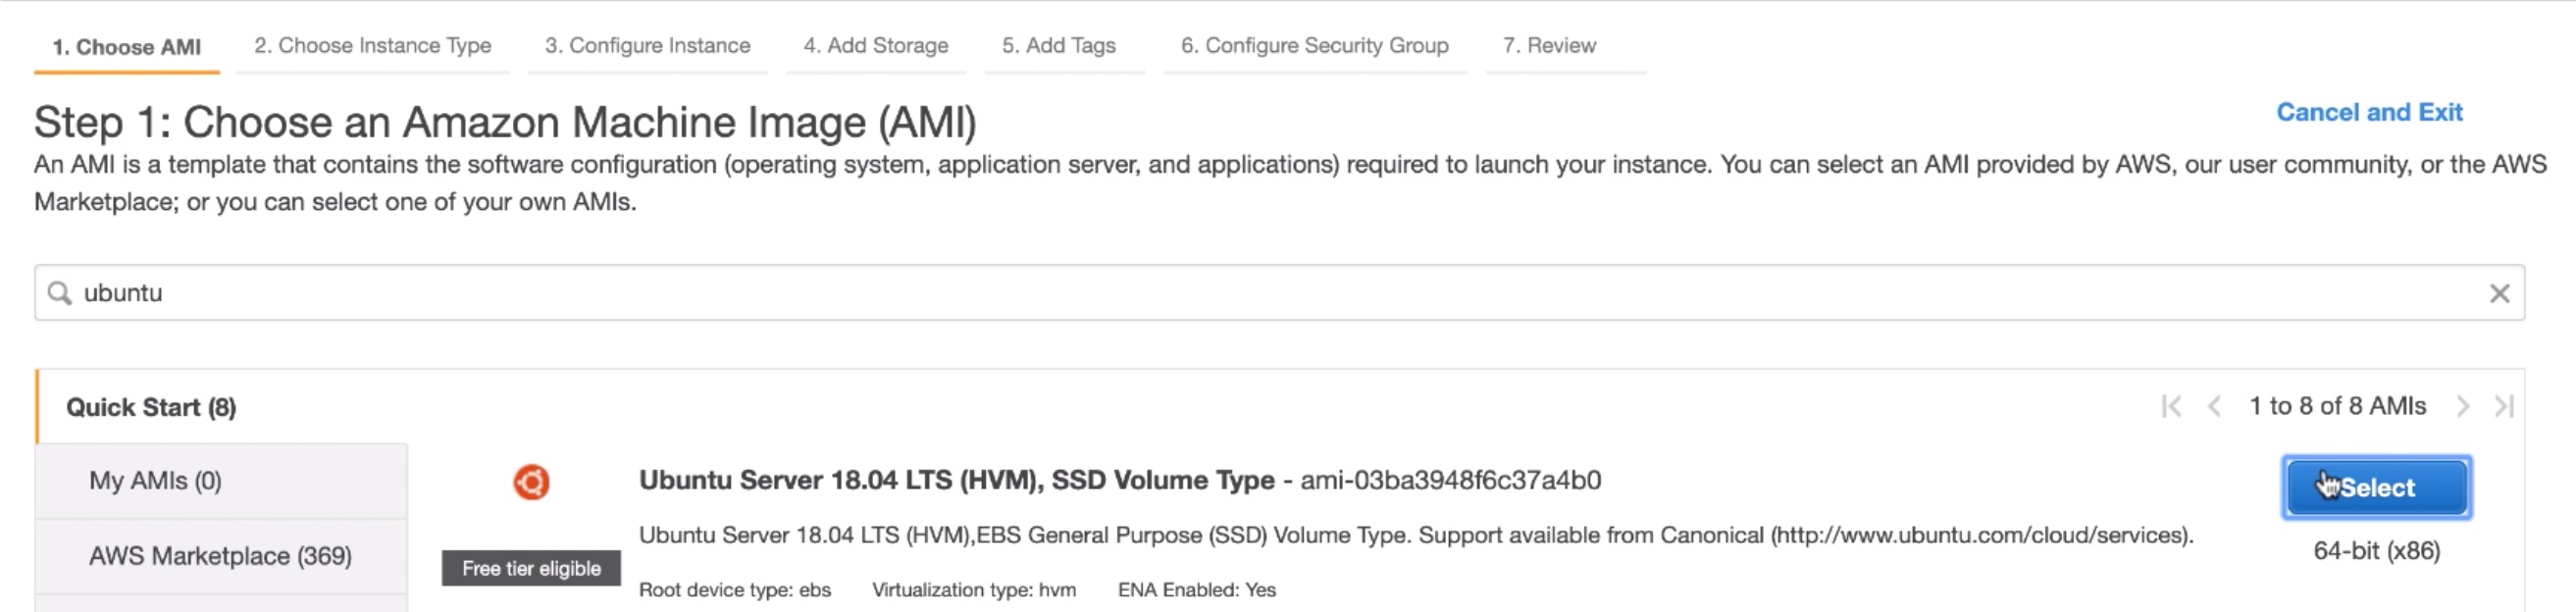 1. Choose AMI 2. Choose Instance Type 3. Configure Instance 4. Add Storage 5. Add Tags 6. Configure Security Group 7. Review
Step 1: Choose an Amazon Machine Image (AMI)
Cancel and Exit
An AMI is a template that contains the software configuration (operating system, application server, and applications) required to launch your instance. You can select an AMI provided by AWS, our user community, or the AWS
Marketplace; or you can select one of your own AMIs.
ubuntu
Quick Start (8)
1 to 8 of 8 AMIs
My AMIs (0)
AWS Marketplace (369)
Ubuntu Server 18.04 LTS (HVM), SSD Volume Type - ami-03ba3948f6c37a4b0
Select
Ubuntu Server 18.04 LTS (HVM),EBS General Purpose (SSD) Volume Type. Support available from Canonical (http://www.ubuntu.com/cloud/services).
64-bit (x86)
Free tier eligible
Root device type: ebs Virtualization type: hvm ENA Enabled: Yes